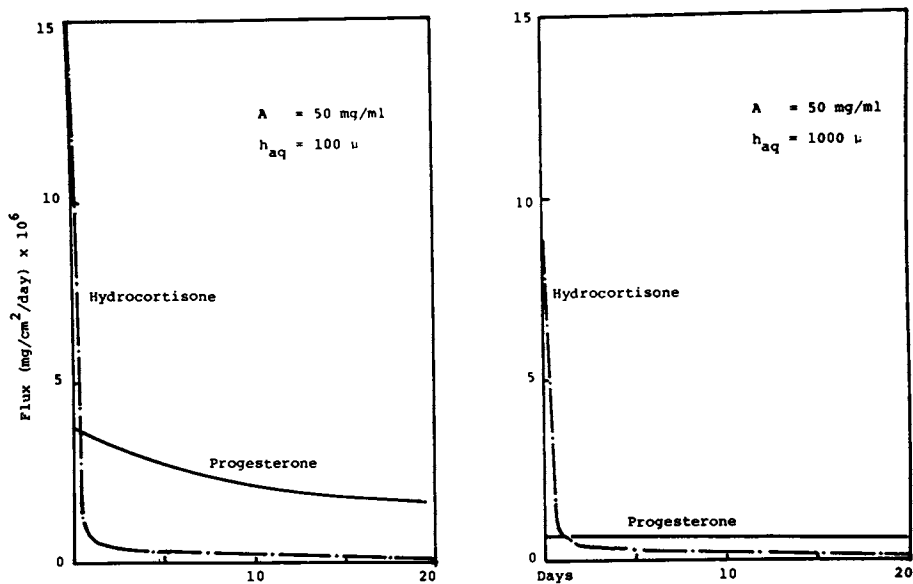 15
10
5
0
10
20
Flux (mg/cm²/day) x 10⁶
A = 50 mg/ml
h_aq = 100 μ
Hydrocortisone
Progesterone
15
10
5
0
Days
10
20
A = 50 mg/ml
h_aq = 1000 μ
Hydrocortisone
Progesterone